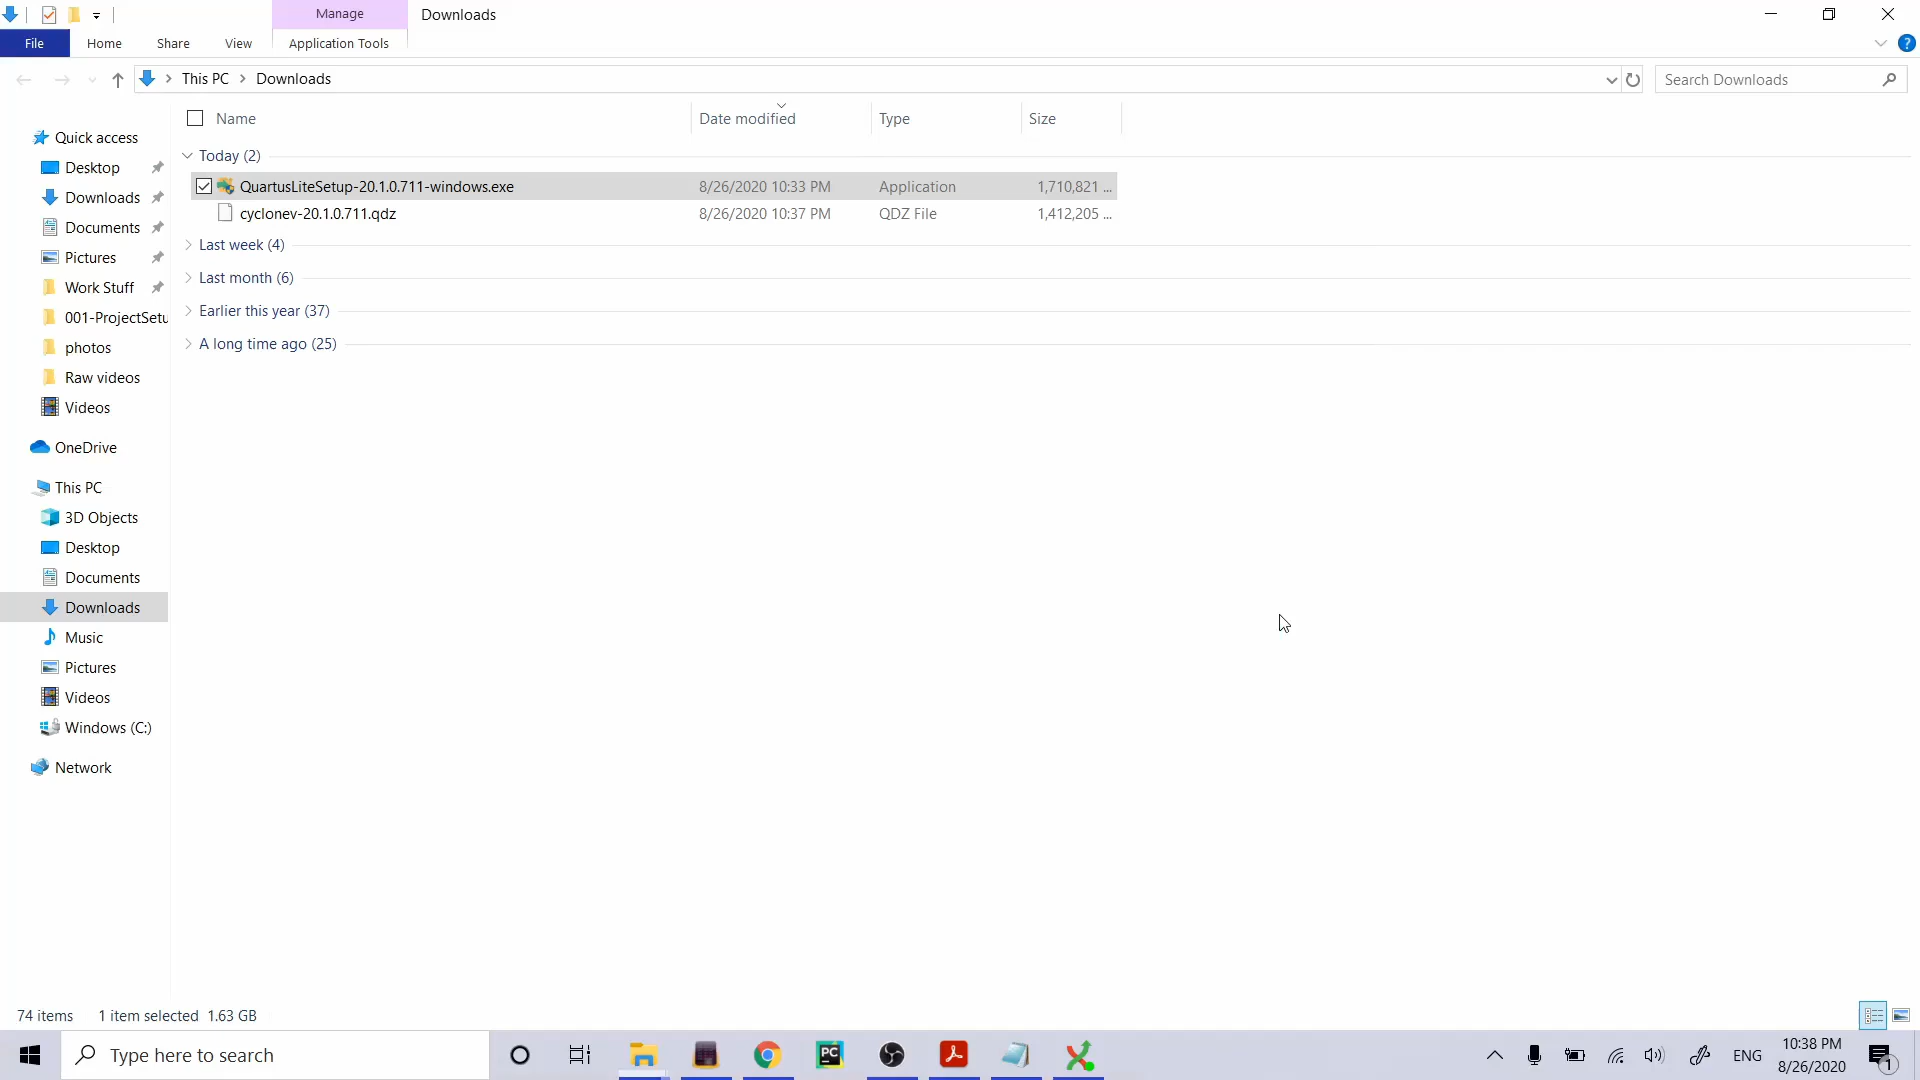 Manage
Downloads
File
Home
Share
View
Application Tools
?
This PC
Downloads
Search Downloads
Name
Date modified
Type
Size
Quick access
Desktop
Downloads
Documents
Pictures
Work Stuff
001-ProjectSetu
photos
Raw videos
Videos
OneDrive
This PC
3D Objects
Desktop
Documents
Downloads
Music
Pictures
Videos
Windows (C:)
Network
Today (2)
QuartusLiteSetup-20.1.0.711-windows.exe 8/26/2020 10:33 PM Application 1,710,821 ...
cyclonev-20.1.0.711.qdz 8/26/2020 10:37 PM QDZ File 1,412,205 ...
Last week (4)
Last month (6)
Earlier this year (37)
A long time ago (25)
74 items 1 item selected 1.63 GB
Type here to search
PC
ENG
10:38 PM
8/26/2020
1